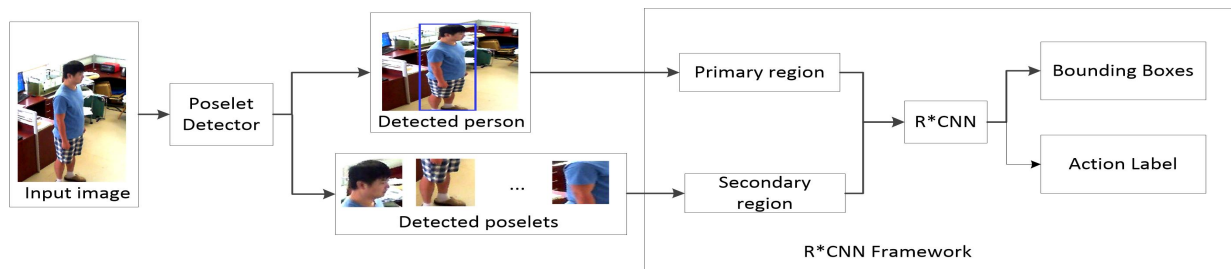 Input image
Poselet
Detector
Detected person
Detected poselets
...
Primary region
Secondary
region
R*CNN
Bounding Boxes
Action Label
R*CNN Framework